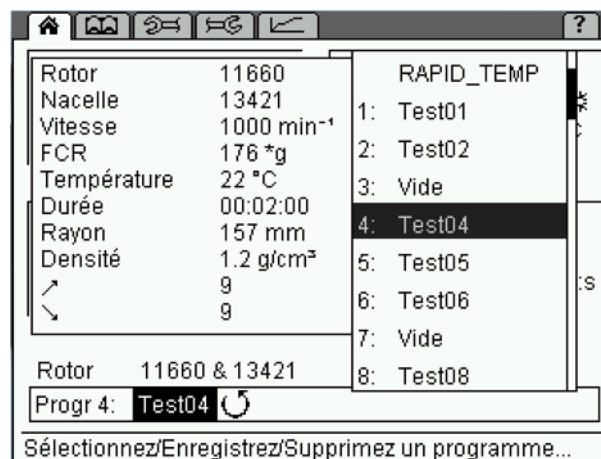 ?
Rotor 11660
Nacelle 13421
Vitesse 1000 min⁻¹
FCR 176 *g
Température 22 °C
Durée 00:02:00
Rayon 157 mm
Densité 1.2 g/cm³
↗ 9
↘ 9
RAPID_TEMP
1: Test01
2: Test02
3: Vide
4: Test04
5: Test05
6: Test06
7: Vide
8: Test08
:s
Rotor 11660 & 13421
Progr 4: Test04
Sélectionnez/Enregistrez/Supprimez un programme...